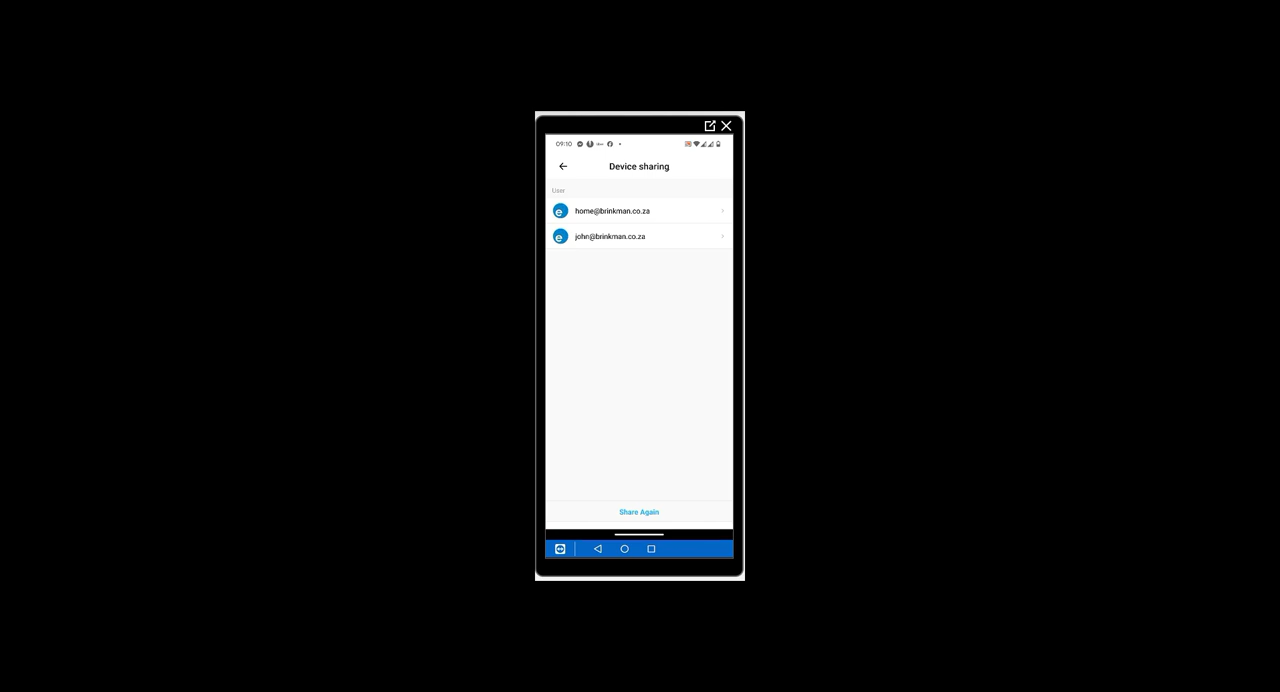 09:10
Device sharing
User
home@brinkman.co.za
john@brinkman.co.za
Share Again